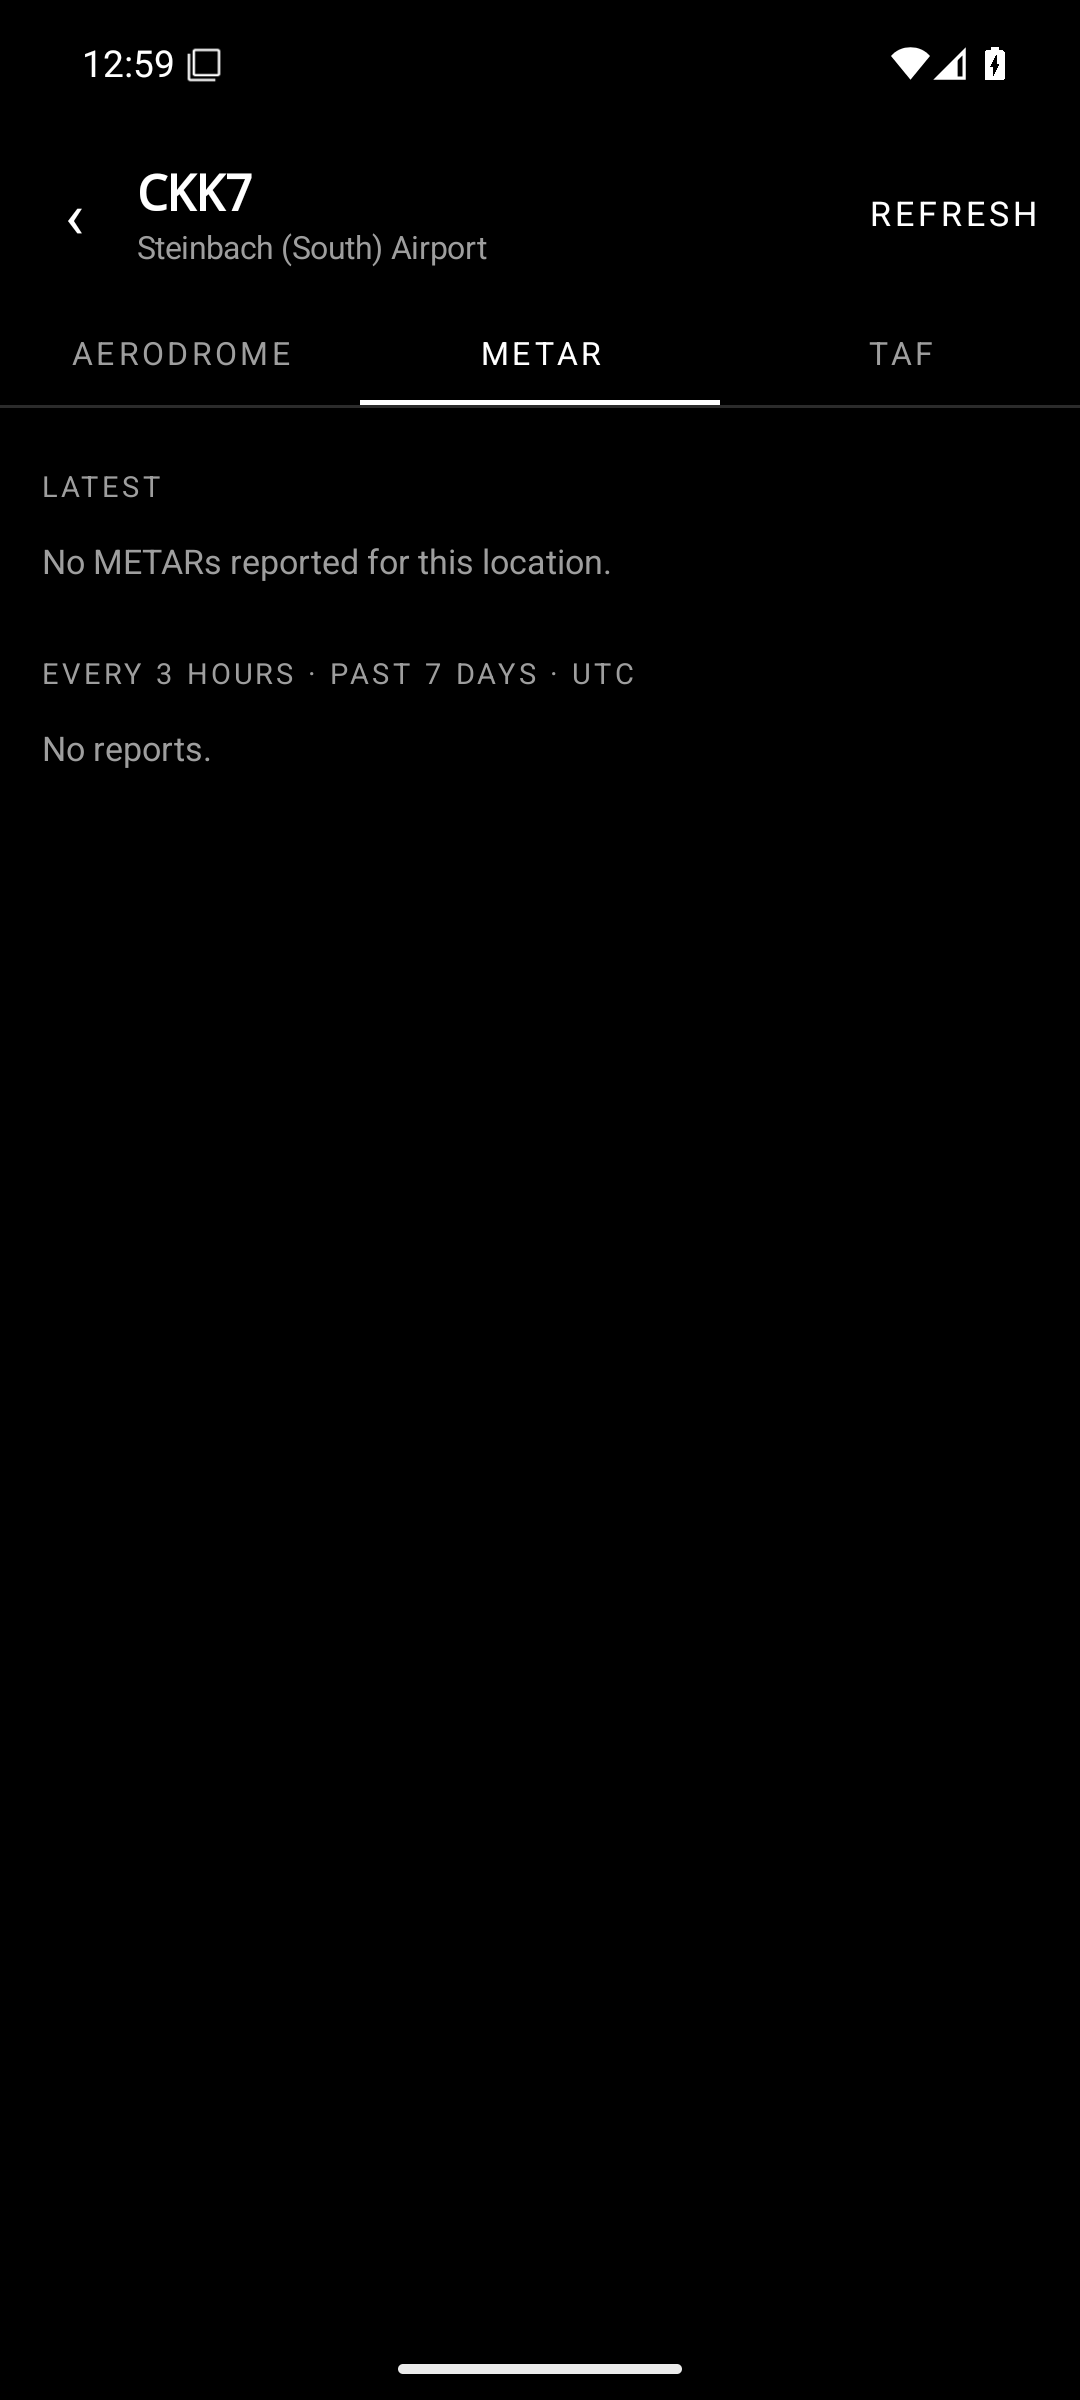 12:59
CKK7
Steinbach (South) Airport
REFRESH
AERODROME
METAR
TAF
LATEST
No METARs reported for this location.
EVERY 3 HOURS · PAST 7 DAYS · UTC
No reports.